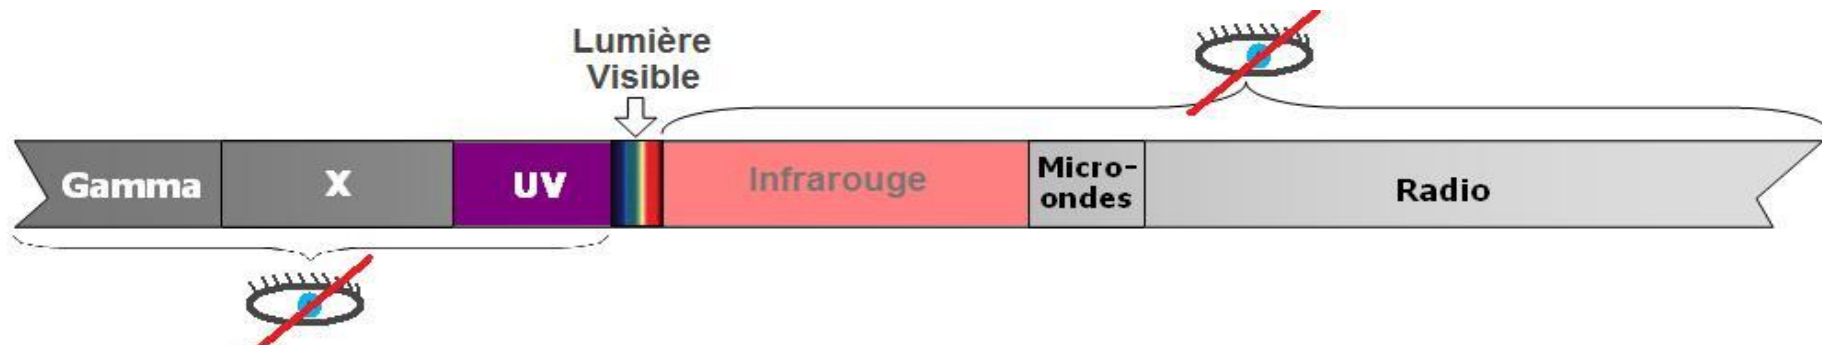 Lumière
Visible
Gamma
X
UV
Infrarouge
Micro-
ondes
Radio